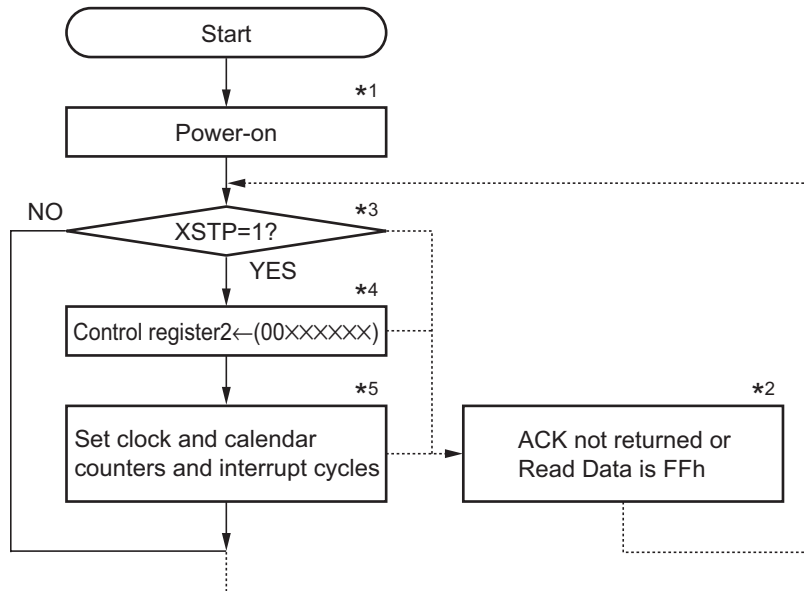 Start
*1
Power-on
NO
*3
XSTP=1?
YES
*4
Control register2←(00XXXXXX)
*5
Set clock and calendar
counters and interrupt cycles
*2
ACK not returned or
Read Data is FFh